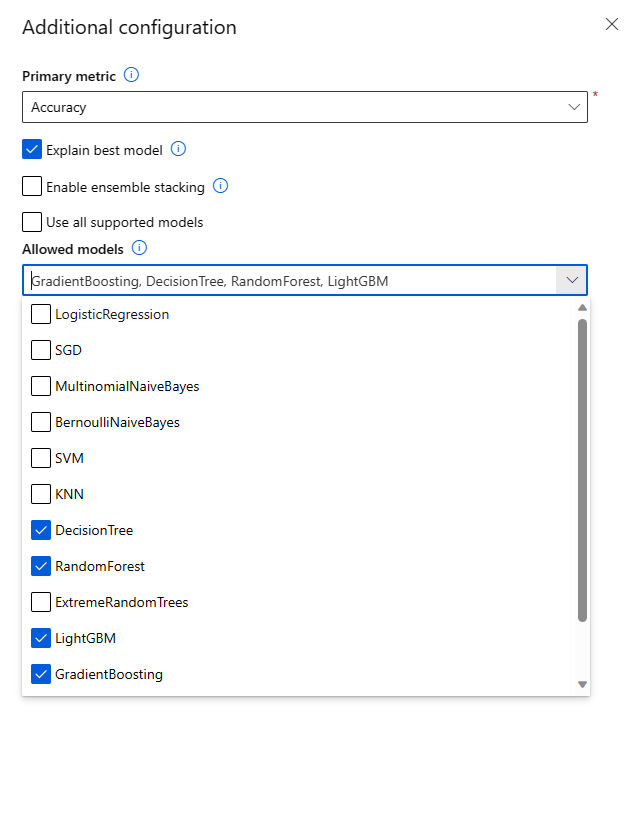 Additional configuration
Primary metric
*
Accuracy
Explain best model
Enable ensemble stacking
Use all supported models
Allowed models
GradientBoosting, DecisionTree, RandomForest, LightGBM
LogisticRegression
SGD
MultinomialNaiveBayes
BernoulliNaiveBayes
SVM
KNN
DecisionTree
RandomForest
ExtremeRandomTrees
LightGBM
GradientBoosting